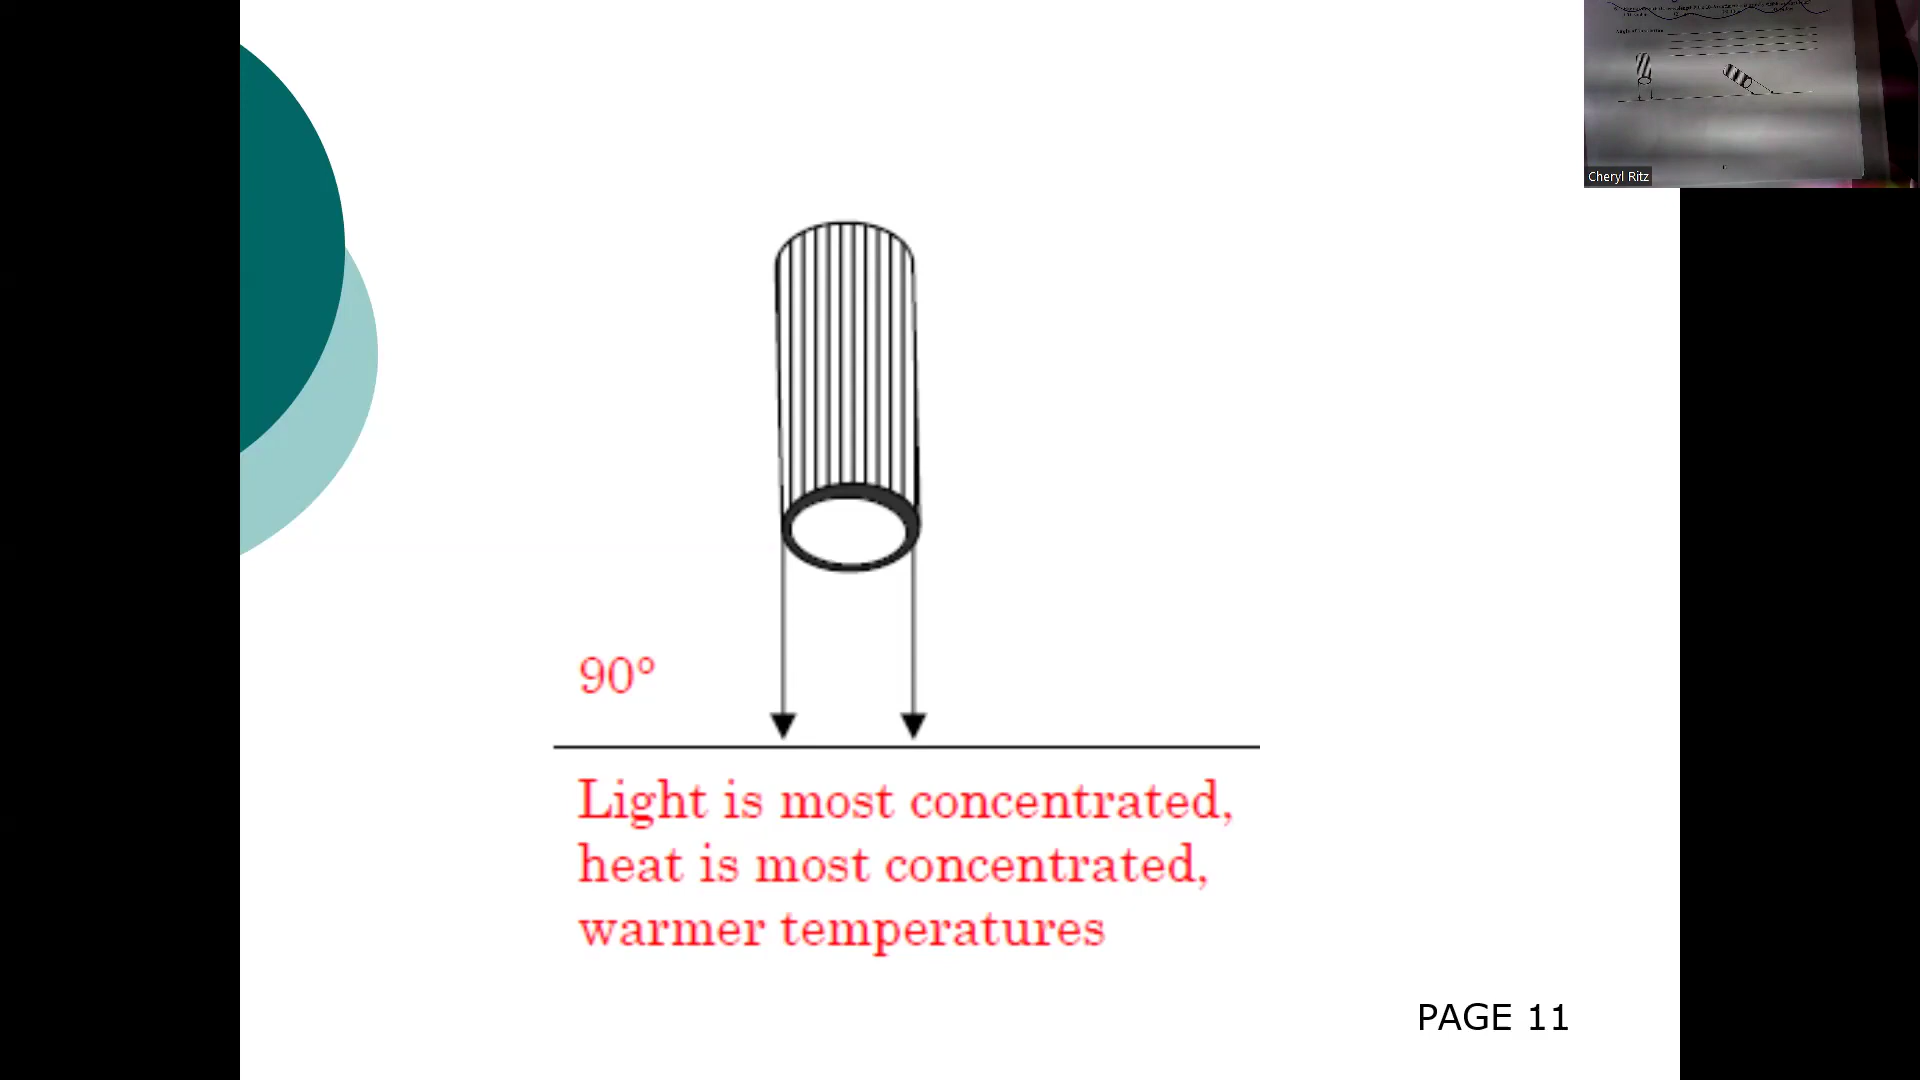 Cheryl Ritz
90°
Light is most concentrated,
heat is most concentrated,
warmer temperatures
PAGE 11